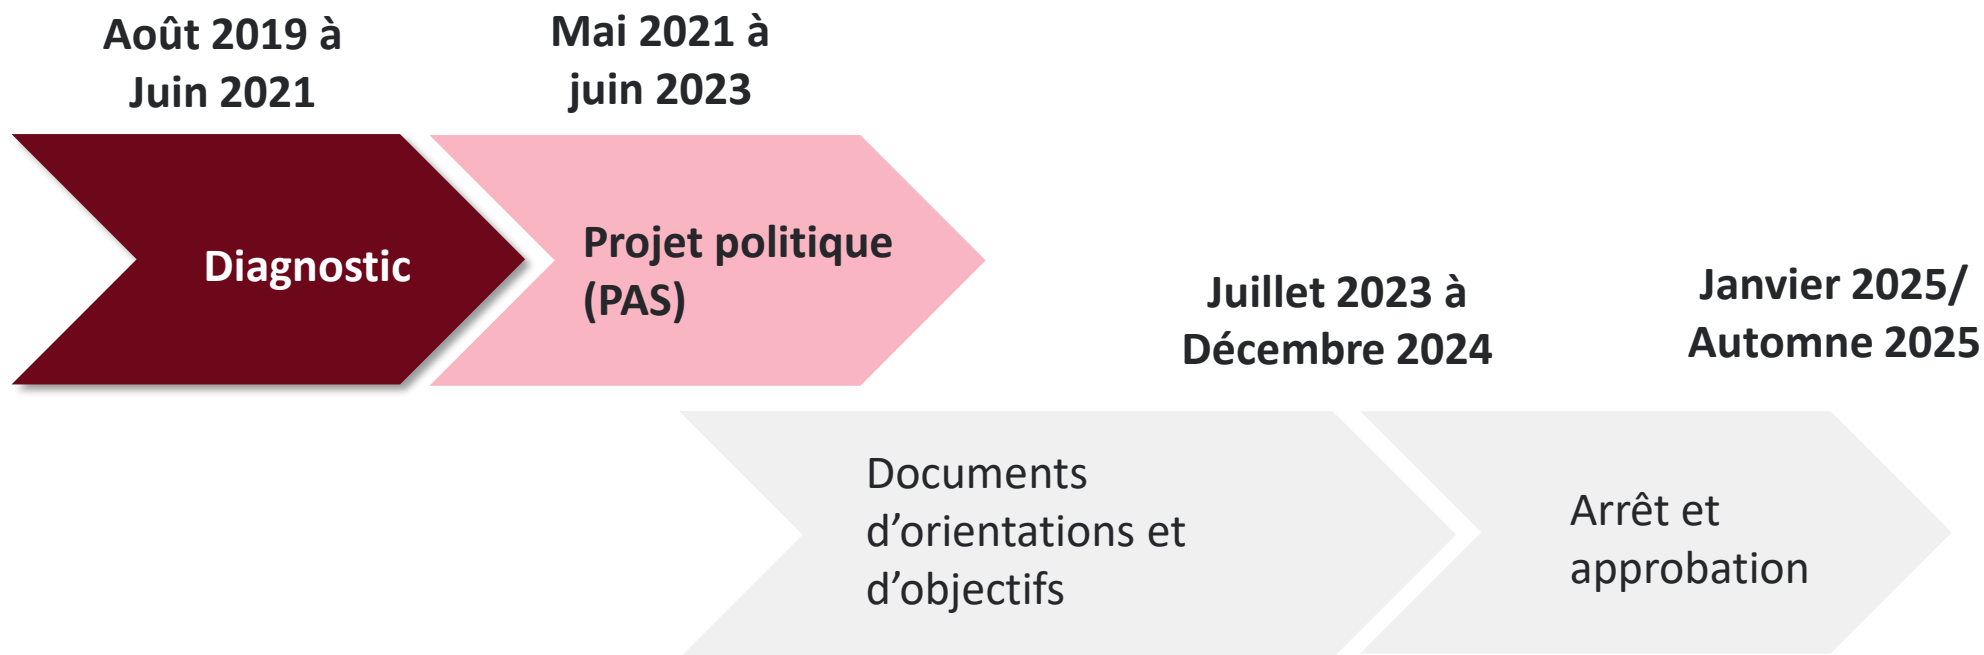 Août 2019 à
Juin 2021
Mai 2021 à
juin 2023
Diagnostic
Projet politique
(PAS)
Juillet 2023 à
Décembre 2024
Janvier 2025/
Automne 2025
Documents
d’orientations et
d’objectifs
Arrêt et
approbation